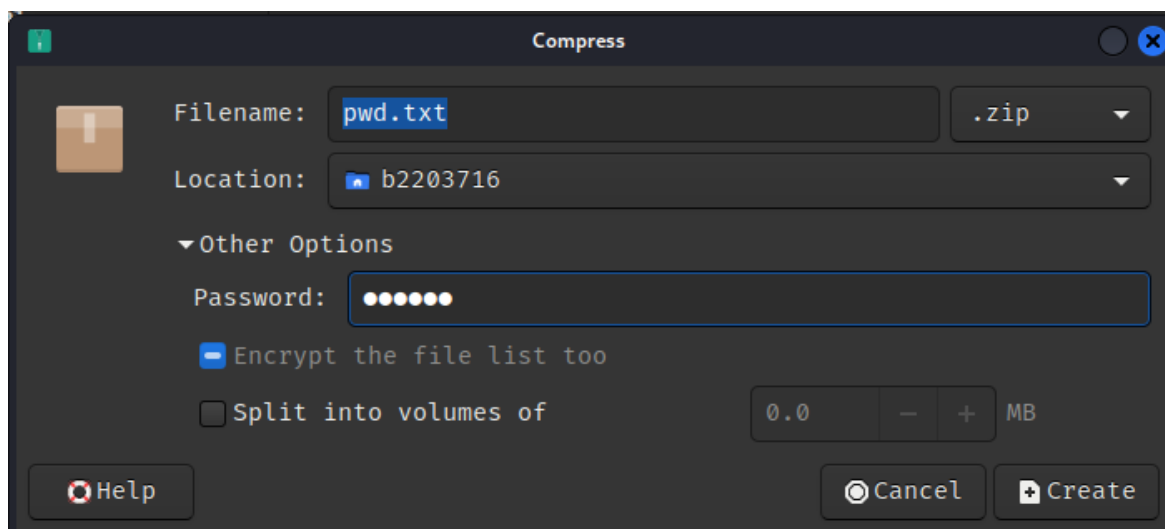 Compress
Filename: pwd.txt .zip
Location: b2203716
Other Options
Password: ●●●●●●
Encrypt the file list too
Split into volumes of 0.0 − + MB
Help Cancel Create